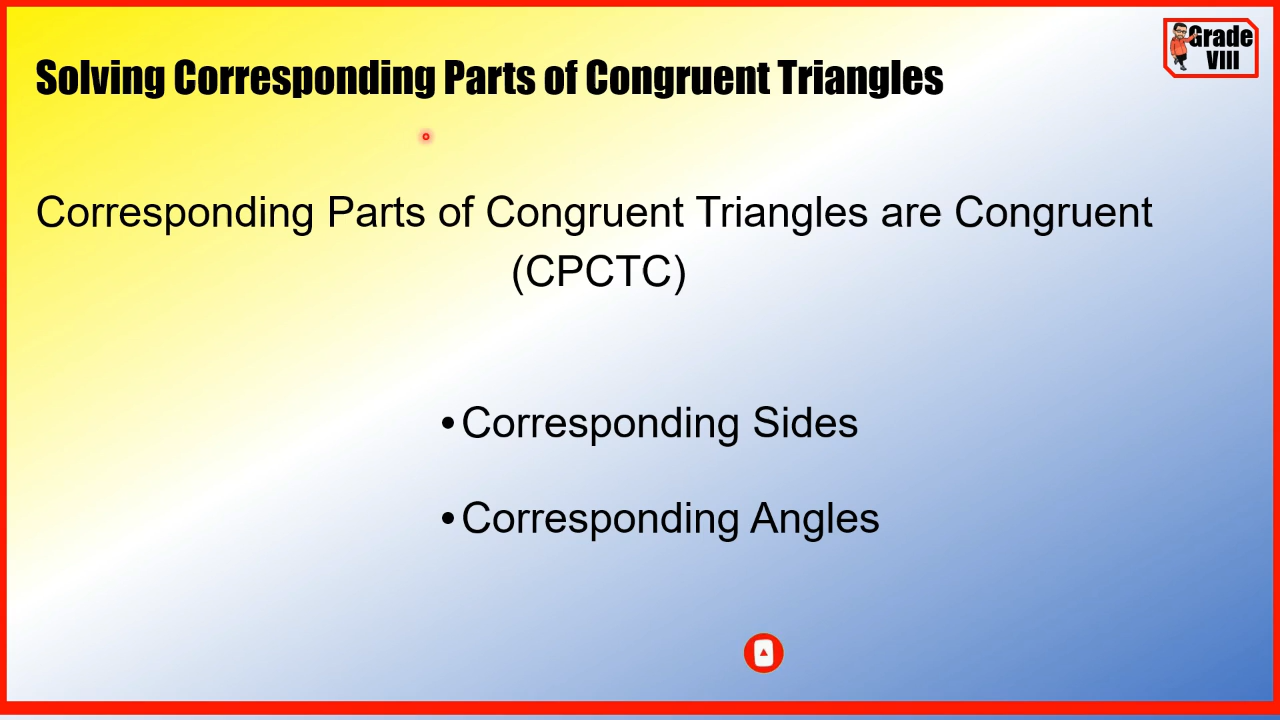 Solving Corresponding Parts of Congruent Triangles
Grade
VIII
Corresponding Parts of Congruent Triangles are Congruent
(CPCTC)
•Corresponding Sides
•Corresponding Angles